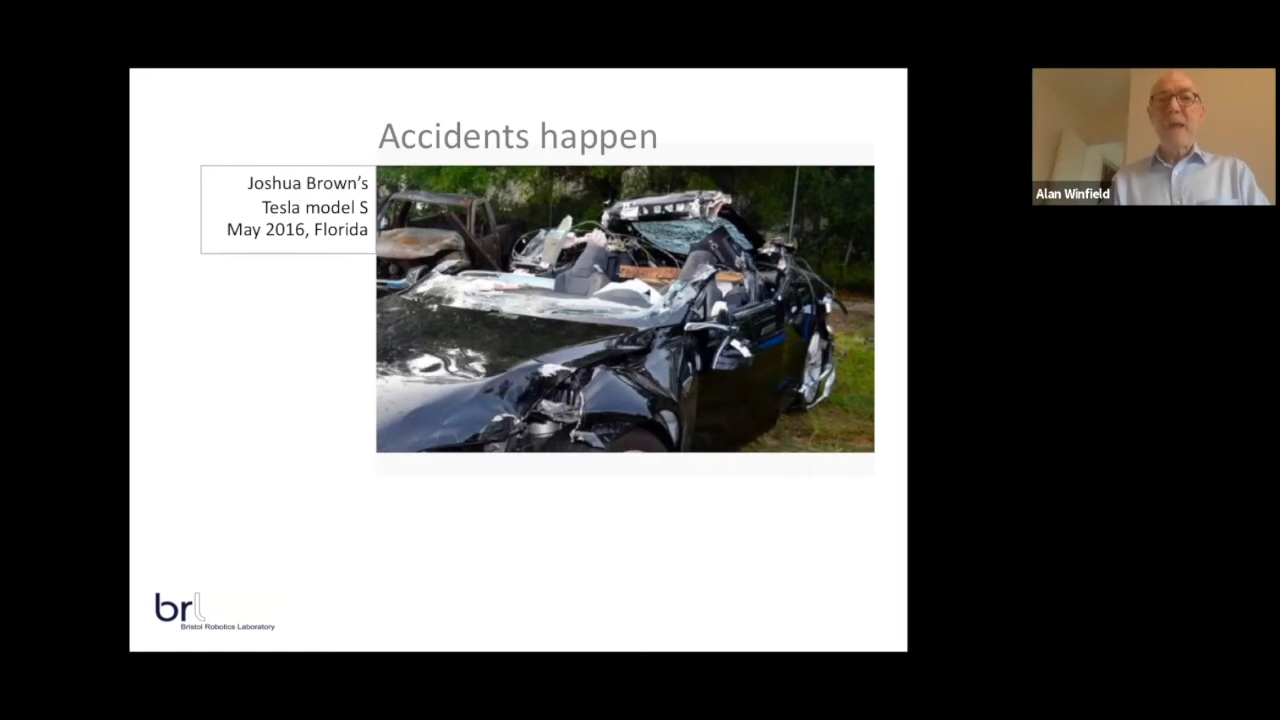 Accidents happen
Joshua Brown's
Tesla model S
May 2016, Florida
Alan Winfield
brl
Bristol Robotics Laboratory